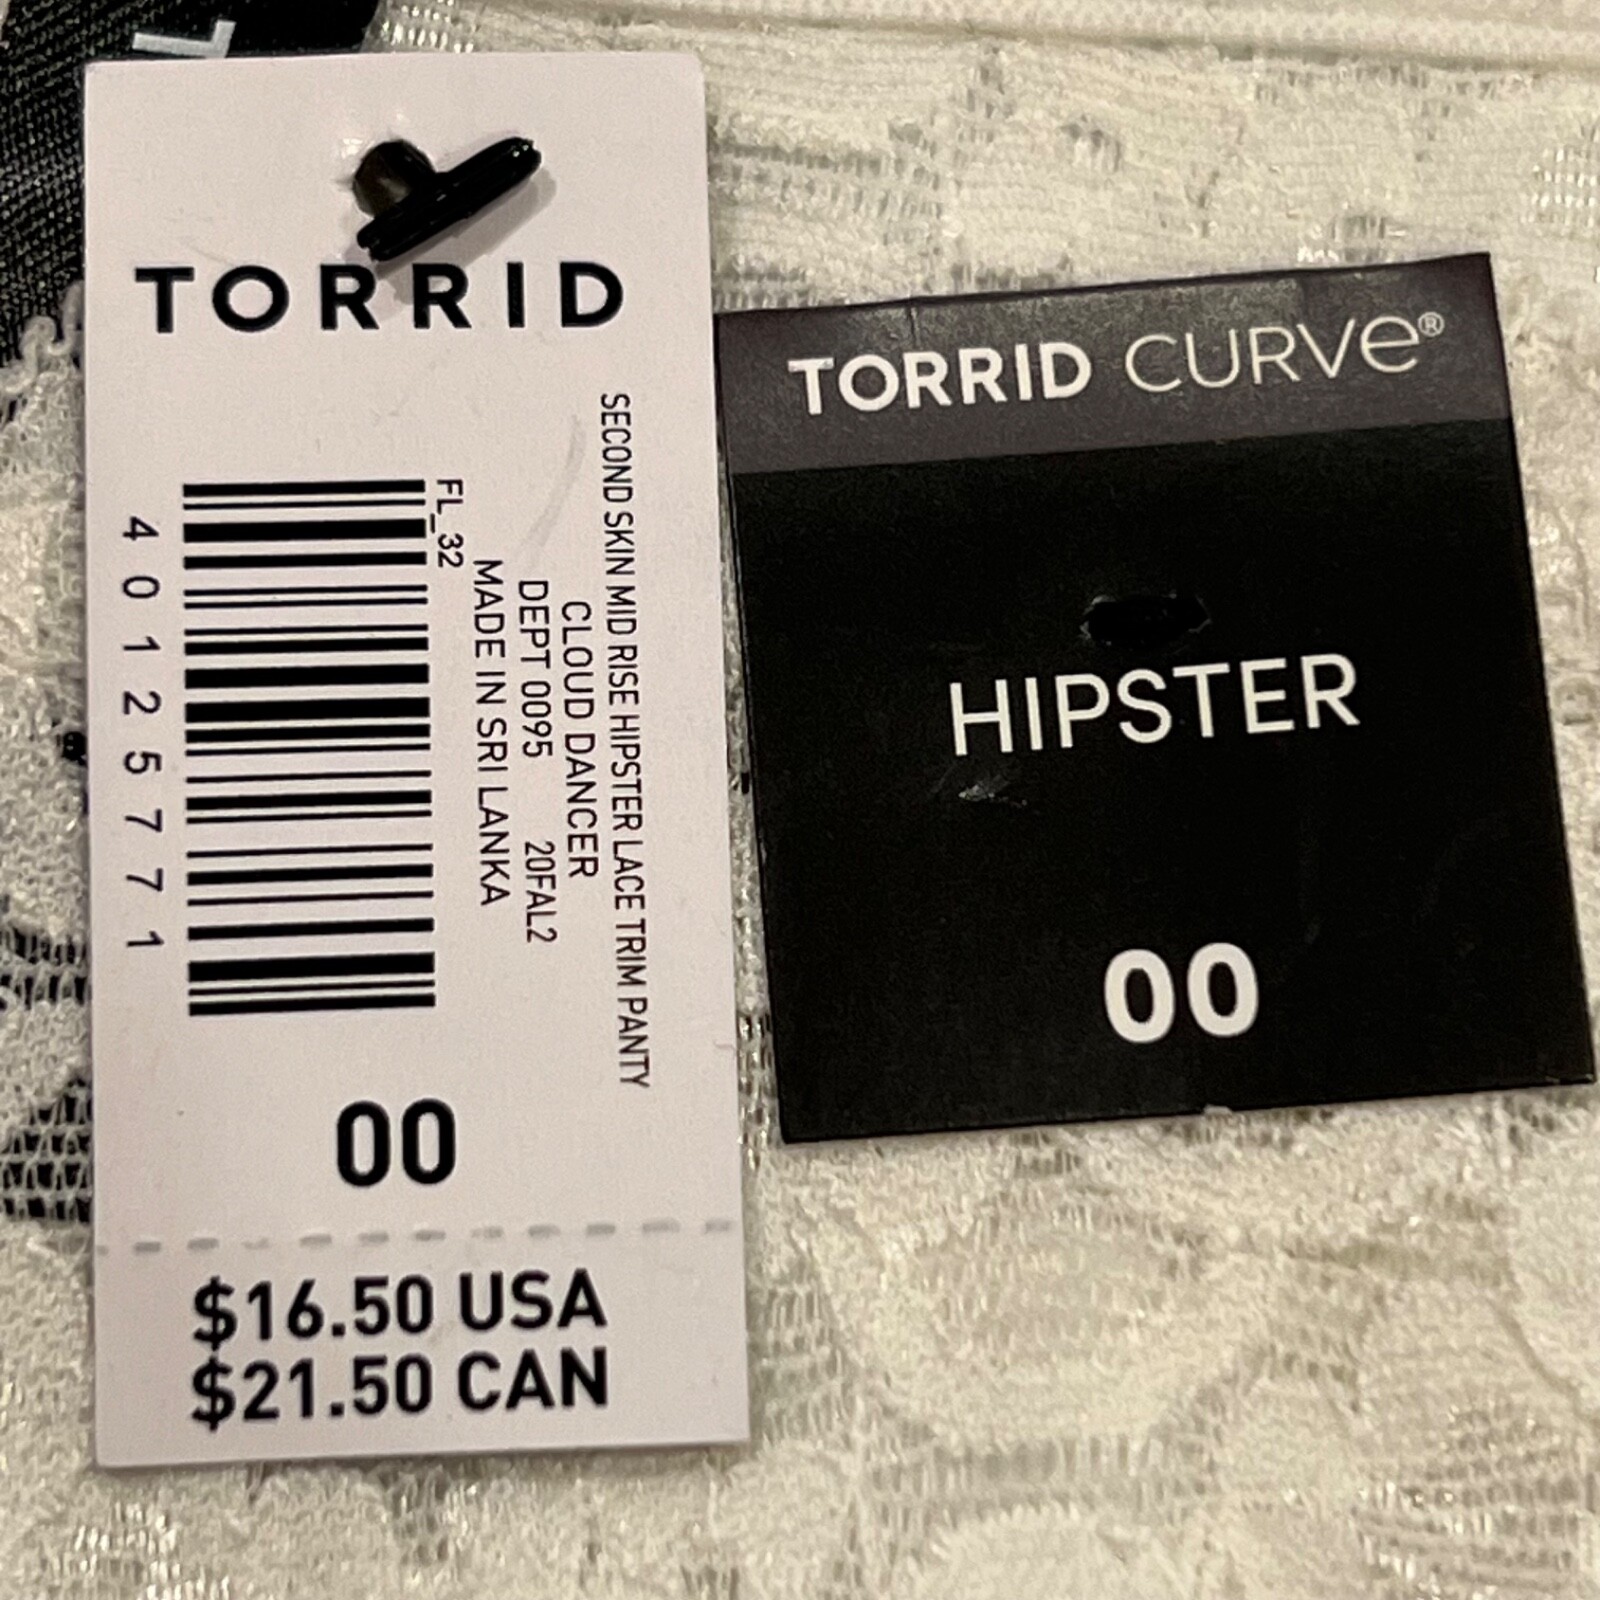 TORRID
SECOND SKIN MID RISE HIPSTER LACE TRIM PANTY
CLOUD DANCER
DEPT 0095 20FAL2
MADE IN SRI LANKA
FL_32
4 0 1 2 5 7 7 1
00
$16.50 USA
$21.50 CAN
TORRID CURVe®
HIPSTER
00